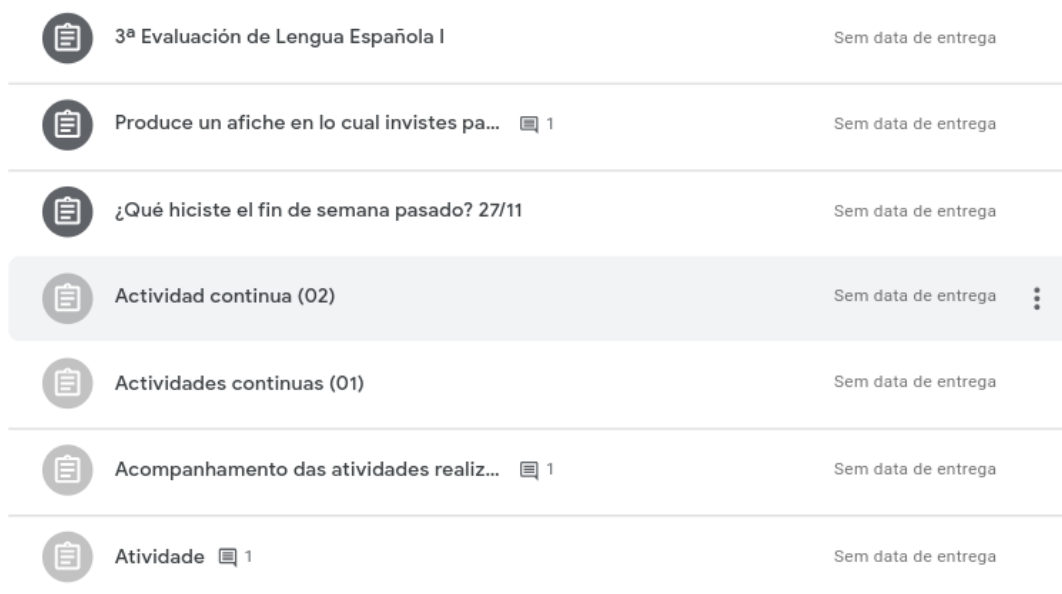 3ª Evaluación de Lengua Española I Sem data de entrega
Produce un afiche en lo cual invistes pa... 1 Sem data de entrega
¿Qué hiciste el fin de semana pasado? 27/11 Sem data de entrega
Actividad continua (02) Sem data de entrega
Actividades continuas (01) Sem data de entrega
Acompanhamento das atividades realiz... 1 Sem data de entrega
Atividade 1 Sem data de entrega